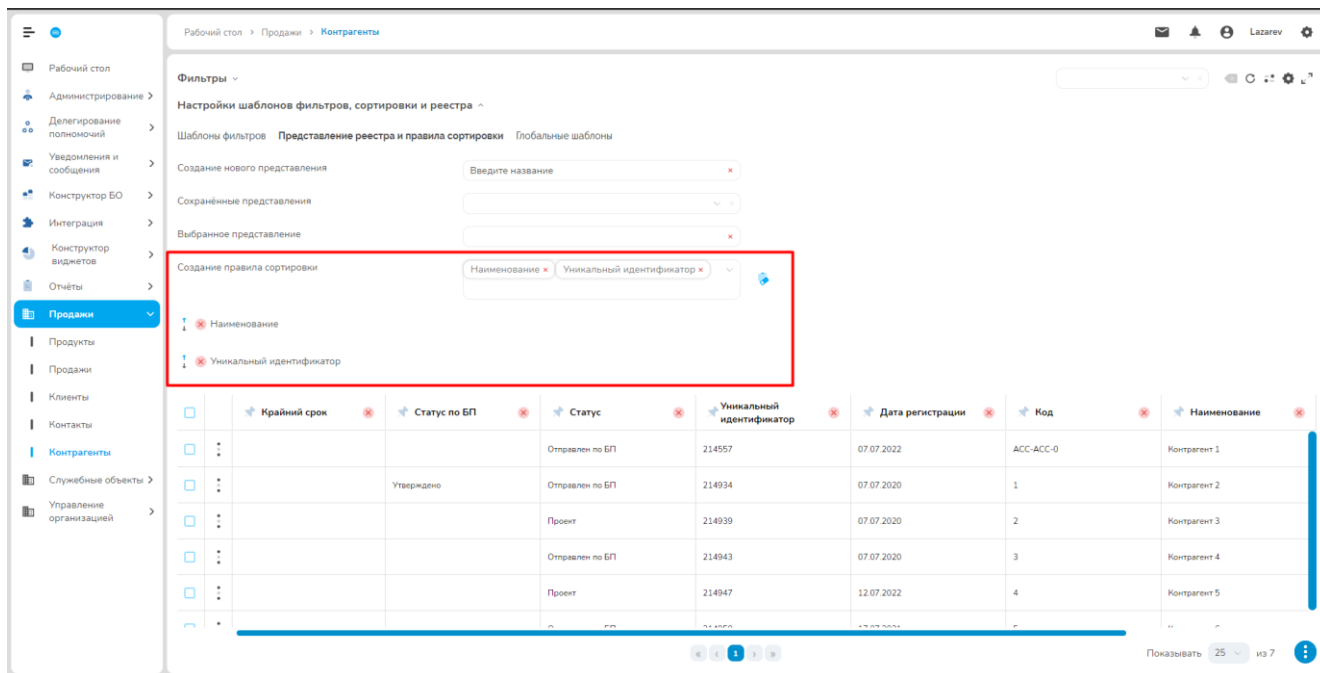 Рабочий стол > Продажи > Контрагенты
Lazarev
Рабочий стол
Администрирование
Делегирование
полномочий
Уведомления и
сообщения
Конструктор БО
Интеграция
Конструктор
виджетов
Отчёты
Продажи
Продукты
Продажи
Клиенты
Контакты
Контрагенты
Служебные объекты
Управление
организацией
Фильтры
Настройки шаблонов фильтров, сортировки и реестра
Шаблоны фильтров Представление реестра и правила сортировки Глобальные шаблоны
Создание нового представления Введите название
Сохранённые представления
Выбранное представление
Создание правила сортировки Наименование × Уникальный идентификатор ×
Наименование
Уникальный идентификатор
Крайний срок Статус по БП Статус Уникальный идентификатор Дата регистрации Код Наименование
Отправлен по БП 214557 07.07.2022 ACC-ACC-0 Контрагент 1
Утверждено Отправлен по БП 214934 07.07.2020 1 Контрагент 2
Проект 214939 07.07.2020 2 Контрагент 3
Отправлен по БП 214943 07.07.2020 3 Контрагент 4
Проект 214947 12.07.2022 4 Контрагент 5
« ‹ 1 › »
Показывать 25 из 7